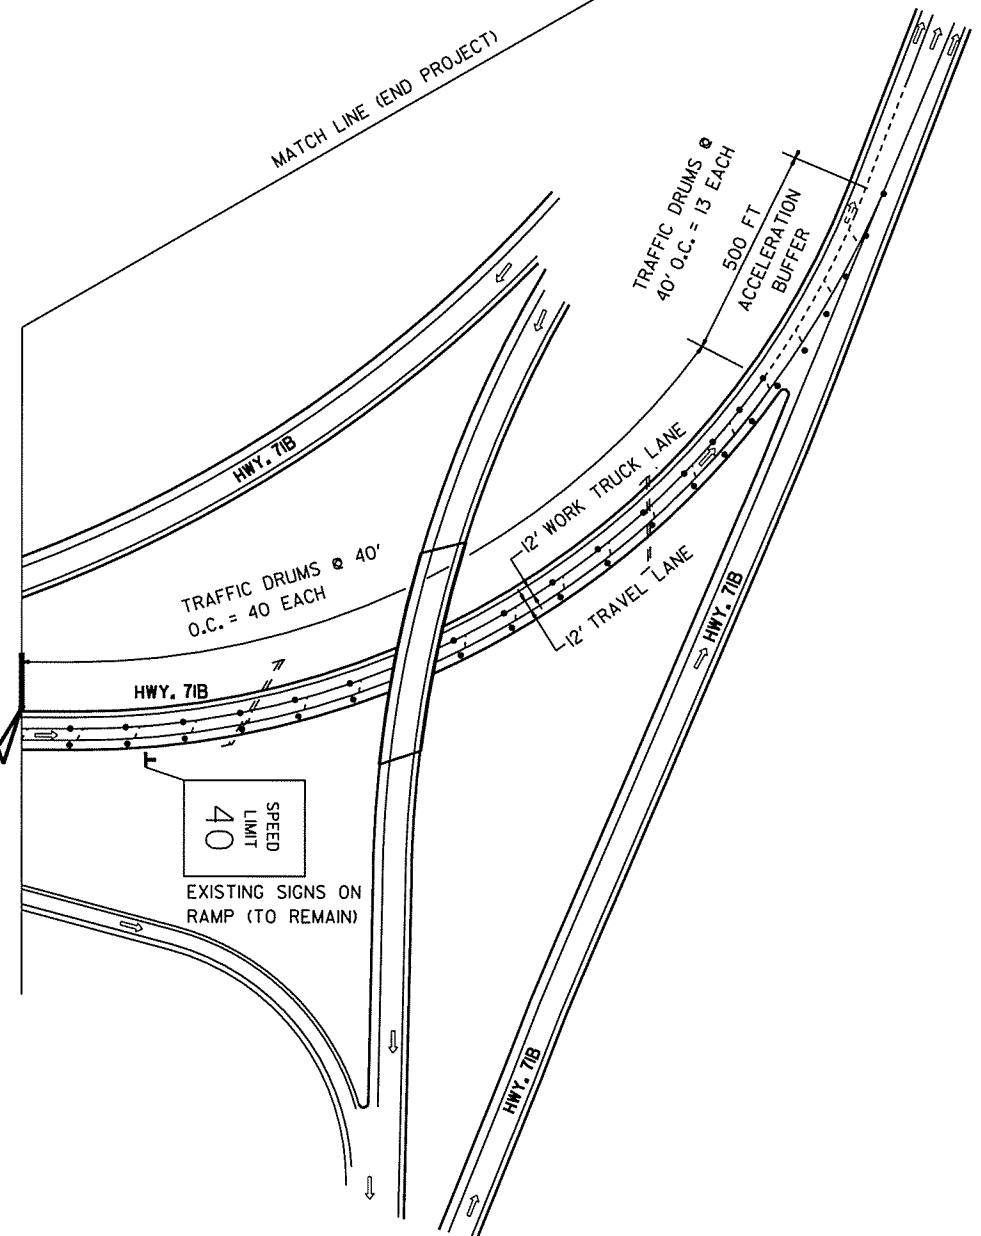 MATCH LINE (END PROJECT)
TRAFFIC DRUMS @
40' O.C. = 13 EACH
500 FT
ACCELERATION
BUFFER
HWY. 71B
12' WORK TRUCK LANE
TRAFFIC DRUMS @ 40'
O.C. = 40 EACH
12' TRAVEL LANE
HWY. 71B
HWY. 71B
SPEED
LIMIT
40
EXISTING SIGNS ON
RAMP (TO REMAIN)
HWY. 71B